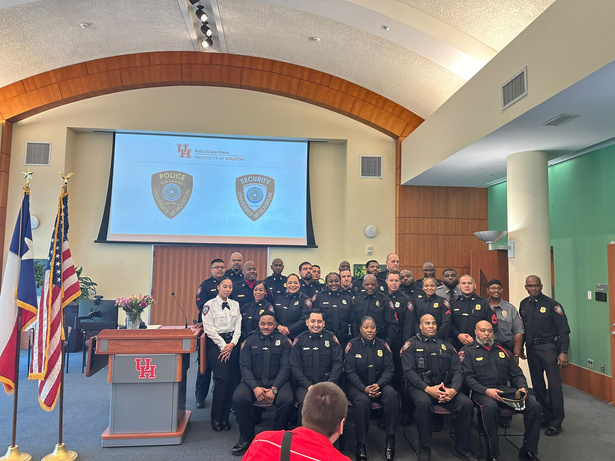 UH
Police Department
UNIVERSITY OF HOUSTON
POLICE
SECURITY
UH